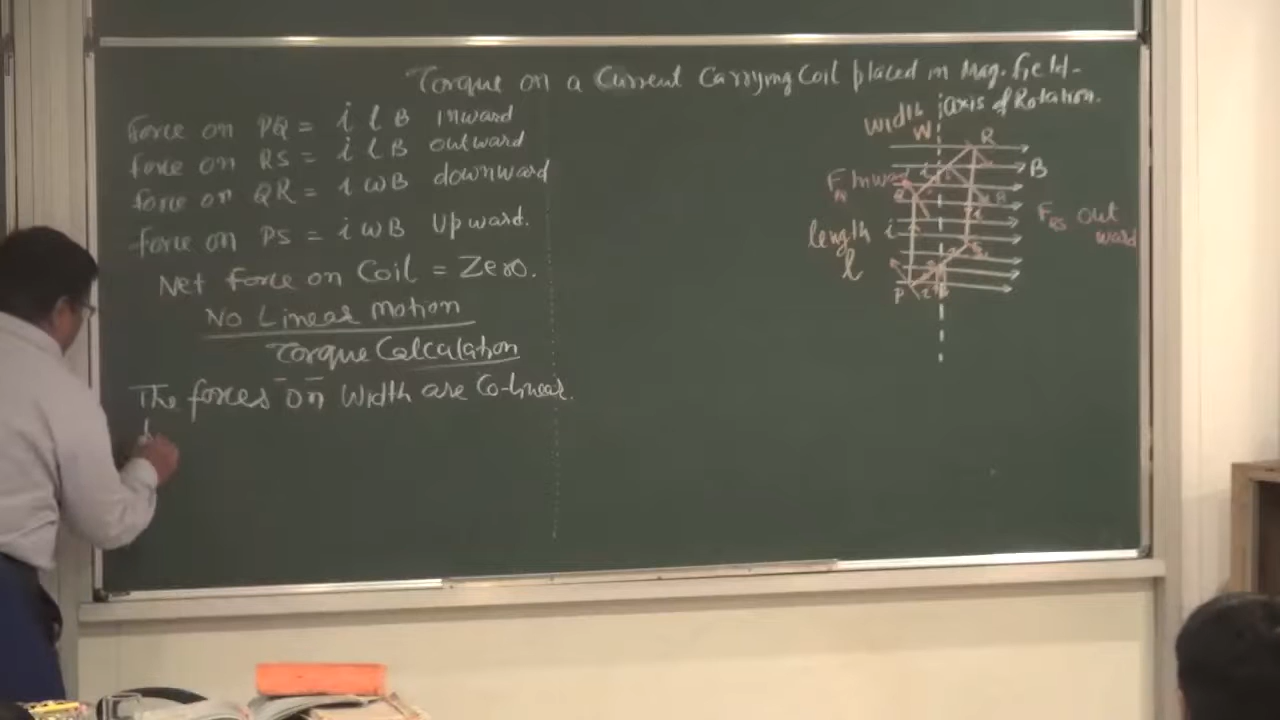 Torque on a Current Carrying Coil placed in Mag. field-
Force on PQ = i l B Inward
force on RS = i l B outward
force on QR = i w B downward
force on PS = i w B Upward.
Net force on Coil = Zero.
No Linear Motion
Torque Calculation
The forces on Width are Co-linear.
axis of Rotation.
Width
W
R
B
F Inward
Q
B
F RS out
ward
length i
l
S
P